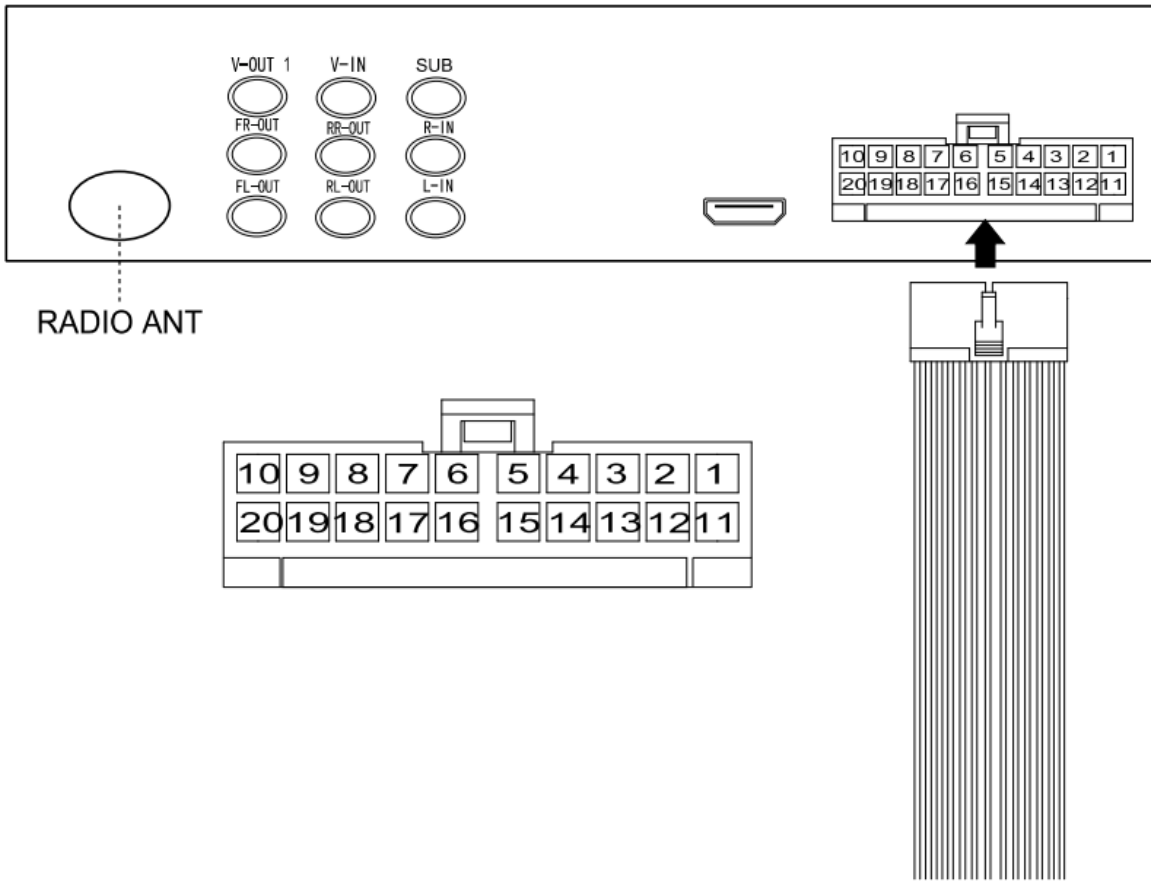 V-OUT 1 V-IN SUB
FR-OUT RR-OUT R-IN
FL-OUT RL-OUT L-IN
10 9 8 7 6 5 4 3 2 1
20 19 18 17 16 15 14 13 12 11
RADIO ANT
10 9 8 7 6 5 4 3 2 1
20 19 18 17 16 15 14 13 12 11